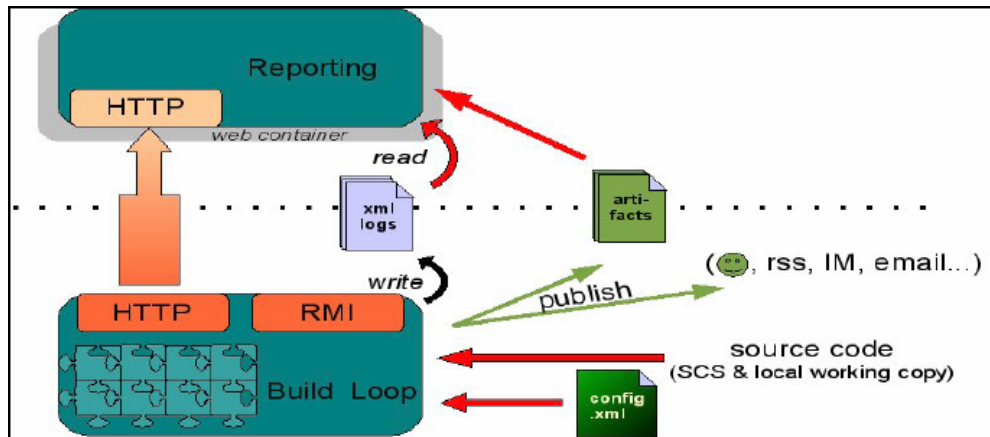 Reporting
HTTP
web container
read
xml
logs
arti-
facts
write
(, rss, IM, email...)
publish
HTTP
RMI
source code
(SCS & local working copy)
Build Loop
config
.xml